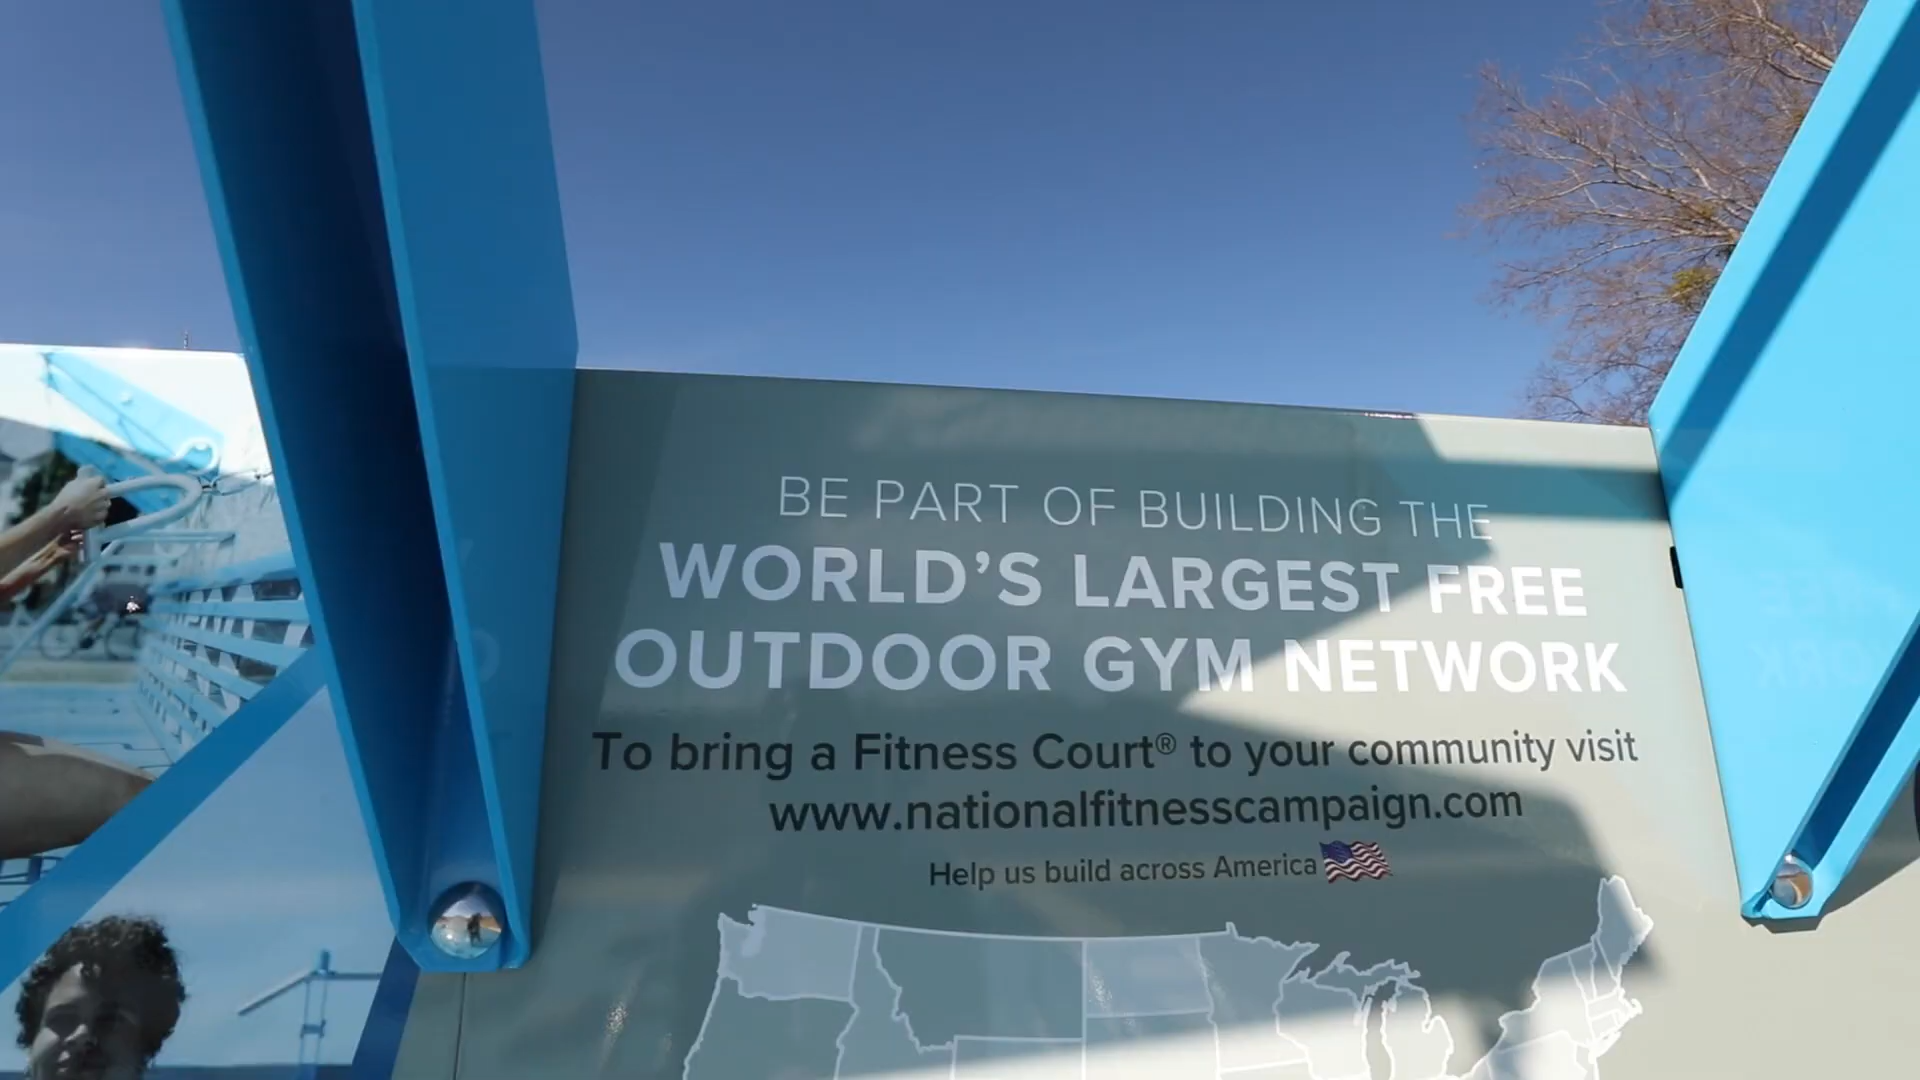 BE PART OF BUILDING THE
WORLD'S LARGEST FREE
OUTDOOR GYM NETWORK
To bring a Fitness Court® to your community visit
www.nationalfitnesscampaign.com
Help us build across America